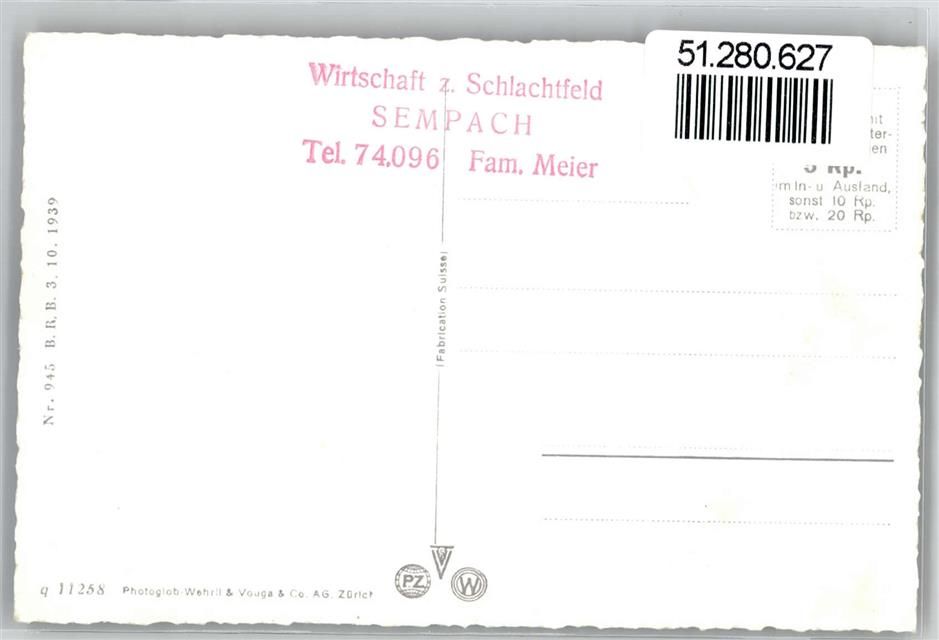 51.280.627
Wirtschaft z. Schlachtfeld
SEMPACH
Tel. 74.096 Fam. Meier
5 Rp.
im In- u Ausland,
sonst 10 Rp.
bzw. 20 Rp.
Nr. 945 B.R.B. 3. 10. 1939
(Fabrication Suisse)
q 11258 Photoglob-Wehrli & Vouga & Co. AG. Zürich
PZ
W